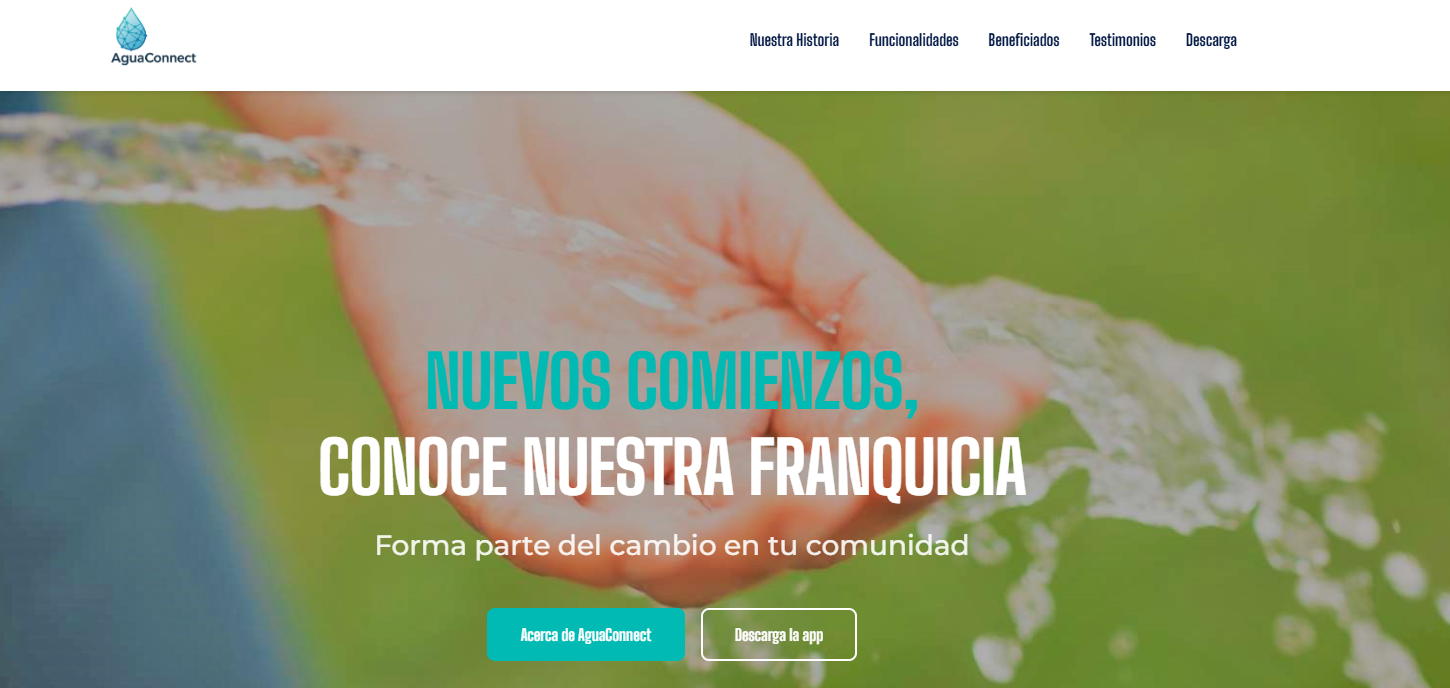 AguaConnect
Nuestra Historia
Funcionalidades
Beneficiados
Testimonios
Descarga
NUEVOS COMIENZOS,
CONOCE NUESTRA FRANQUICIA
Forma parte del cambio en tu comunidad
Acerca de AguaConnect
Descarga la app